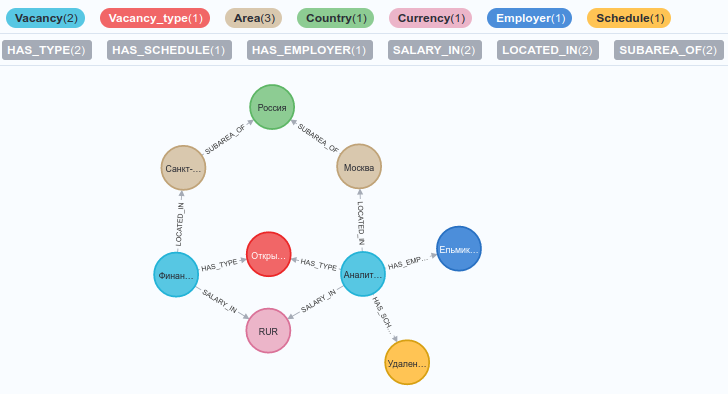 Vacancy(2) Vacancy_type(1) Area(3) Country(1) Currency(1) Employer(1) Schedule(1)
HAS_TYPE(2) HAS_SCHEDULE(1) HAS_EMPLOYER(1) SALARY_IN(2) LOCATED_IN(2) SUBAREA_OF(2)
Россия
SUBAREA_OF
SUBAREA_OF
Санкт-...
Москва
LOCATED_IN
LOCATED_IN
Откры...
Ельмик...
HAS_TYPE
HAS_TYPE
HAS_EMP...
Финан...
Аналит...
SALARY_IN
SALARY_IN
HAS_SCH...
RUR
Удален...